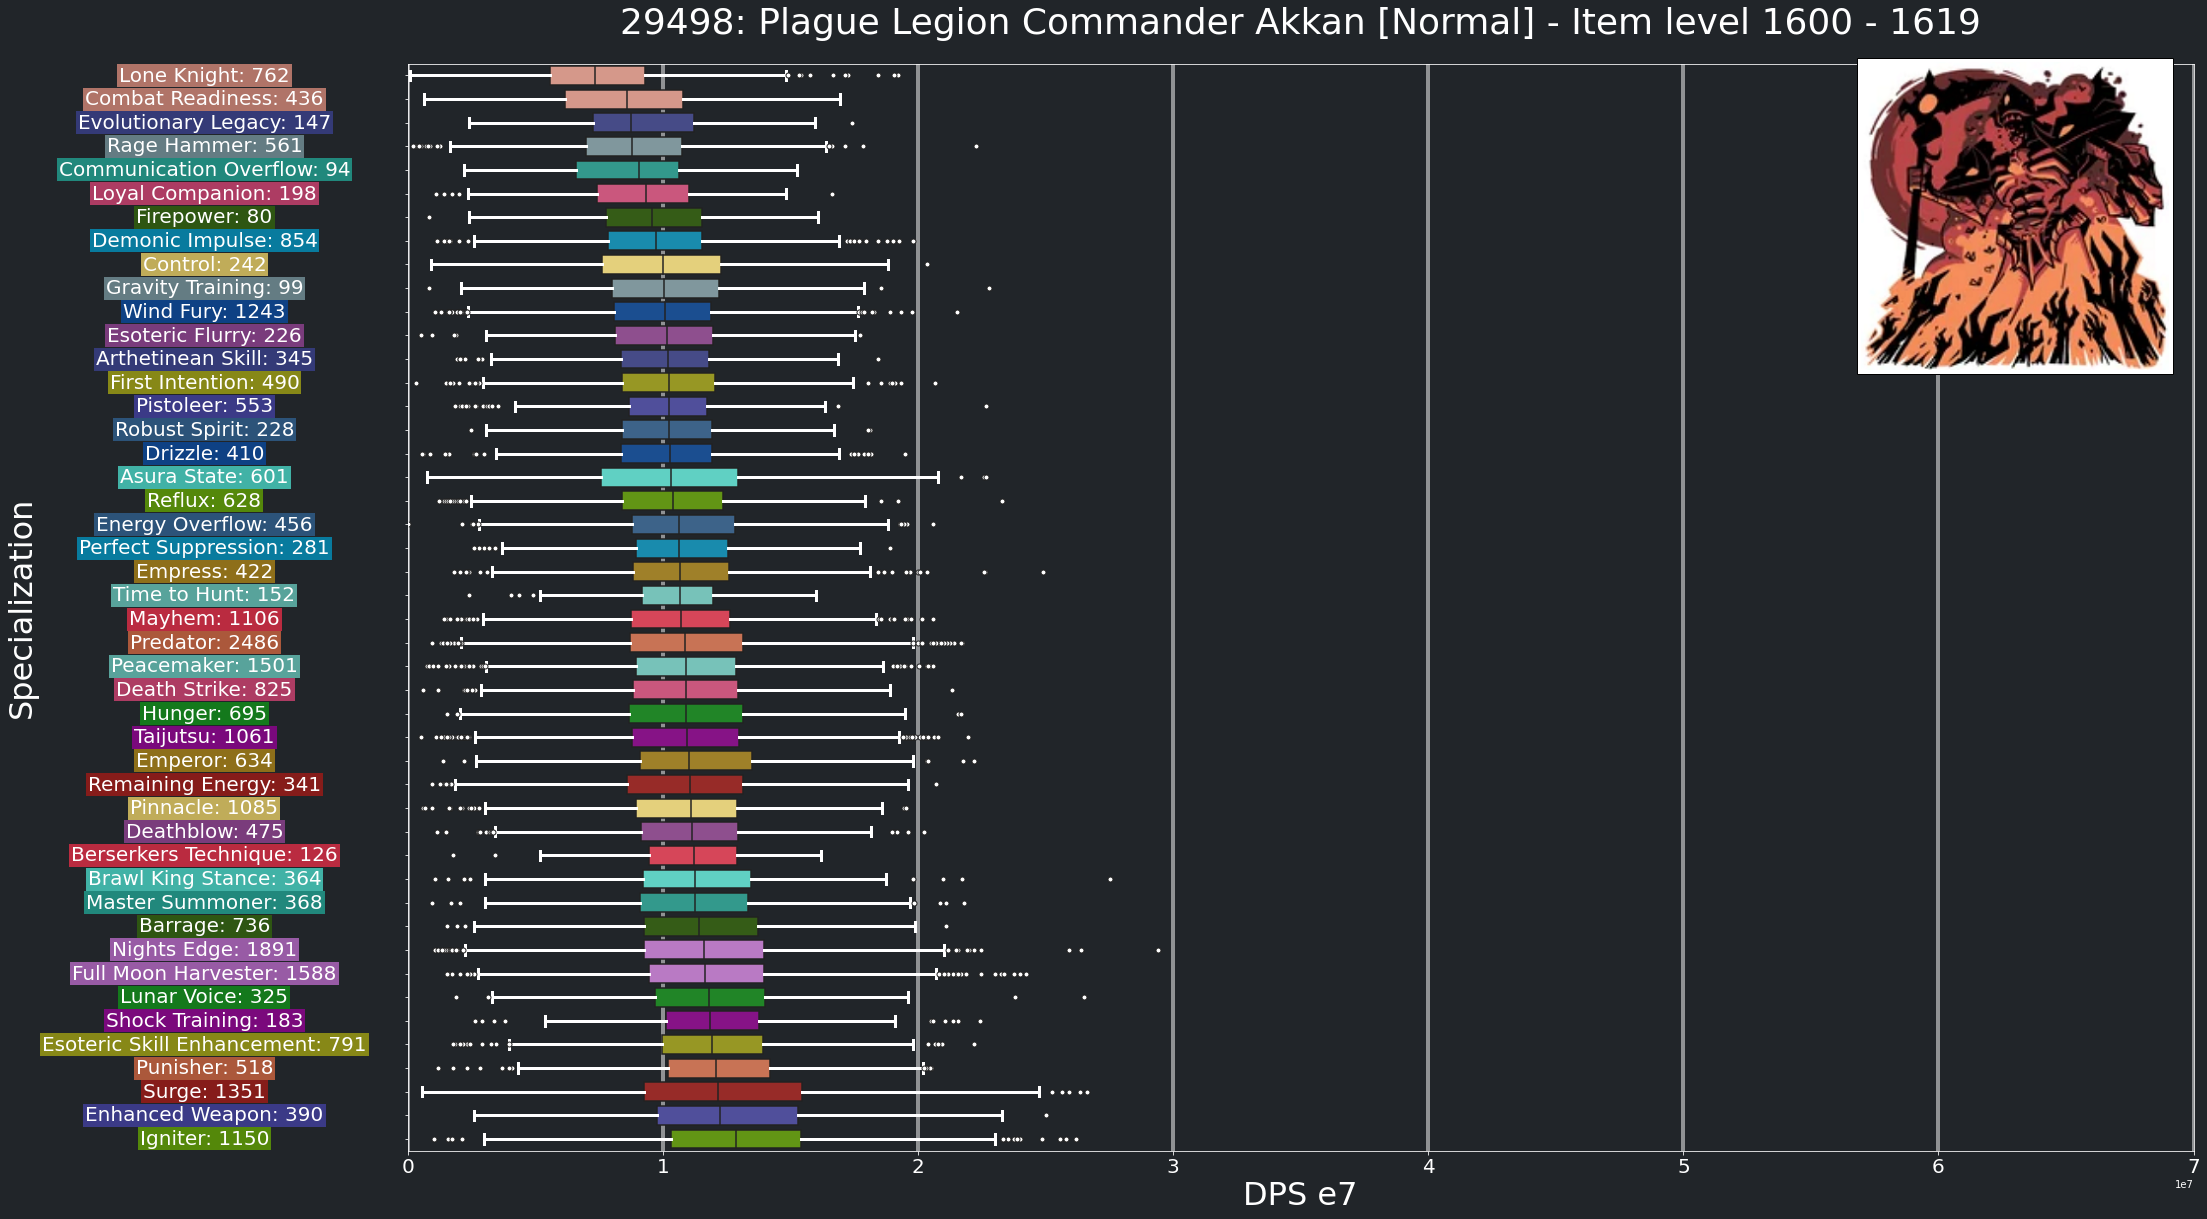 29498: Plague Legion Commander Akkan [Normal] - Item level 1600 - 1619
Lone Knight: 762
Combat Readiness: 436
Evolutionary Legacy: 147
Rage Hammer: 561
Communication Overflow: 94
Loyal Companion: 198
Firepower: 80
Demonic Impulse: 854
Control: 242
Gravity Training: 99
Wind Fury: 1243
Esoteric Flurry: 226
Arthetinean Skill: 345
First Intention: 490
Pistoleer: 553
Robust Spirit: 228
Drizzle: 410
Asura State: 601
Reflux: 628
Energy Overflow: 456
Perfect Suppression: 281
Empress: 422
Time to Hunt: 152
Mayhem: 1106
Predator: 2486
Peacemaker: 1501
Death Strike: 825
Hunger: 695
Taijutsu: 1061
Emperor: 634
Remaining Energy: 341
Pinnacle: 1085
Deathblow: 475
Berserkers Technique: 126
Brawl King Stance: 364
Master Summoner: 368
Barrage: 736
Nights Edge: 1891
Full Moon Harvester: 1588
Lunar Voice: 325
Shock Training: 183
Esoteric Skill Enhancement: 791
Punisher: 518
Surge: 1351
Enhanced Weapon: 390
Igniter: 1150
Specialization
0 1 2 3 4 5 6 7
1e7
DPS e7